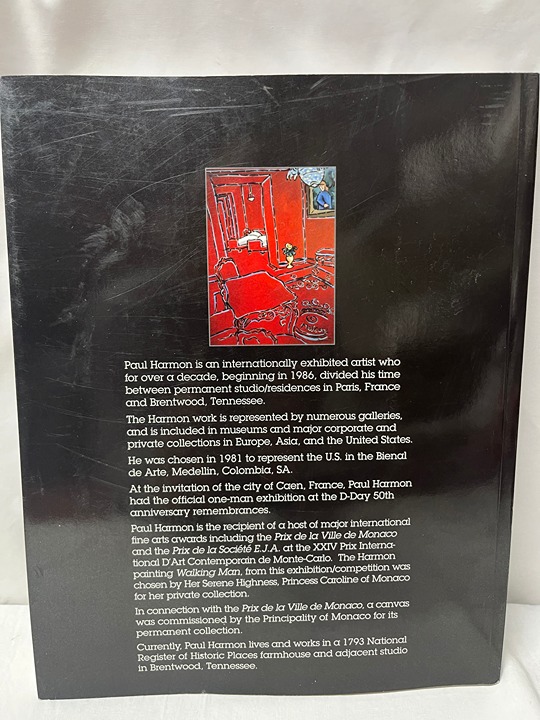 Paul Harmon is an internationally exhibited artist who
for over a decade, beginning in 1986, divided his time
between permanent studio/residences in Paris, France
and Brentwood, Tennessee.
The Harmon work is represented by numerous galleries,
and is included in museums and major corporate and
private collections in Europe, Asia, and the United States.
He was chosen in 1981 to represent the U.S. in the Bienal
de Arte, Medellin, Colombia, SA.
At the invitation of the city of Caen, France, Paul Harmon
had the official one-man exhibition at the D-Day 50th
anniversary remembrances.
Paul Harmon is the recipient of a host of major international
fine arts awards including the Prix de la Ville de Monaco
and the Prix de la Société E.J.A. at the XXIV Prix Interna-
tional D'Art Contemporain de Monte-Carlo. The Harmon
painting Walking Man, from this exhibition/competition was
chosen by Her Serene Highness, Princess Caroline of Monaco
for her private collection.
In connection with the Prix de la Ville de Monaco, a canvas
was commissioned by the Principality of Monaco for its
permanent collection.
Currently, Paul Harmon lives and works in a 1793 National
Register of Historic Places farmhouse and adjacent studio
in Brentwood, Tennessee.